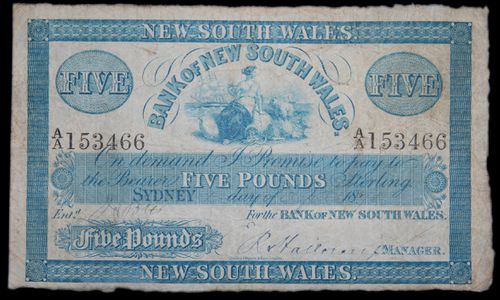 NEW SOUTH WALES.
FIVE
BANK OF NEW SOUTH WALES.
FIVE
A/A 153466
A/A 153466
On demand I Promise to pay to
the Bearer FIVE POUNDS Sterling.
SYDNEY day of 18
Entd. For the BANK OF NEW SOUTH WALES.
Five Pounds MANAGER.
NEW SOUTH WALES.